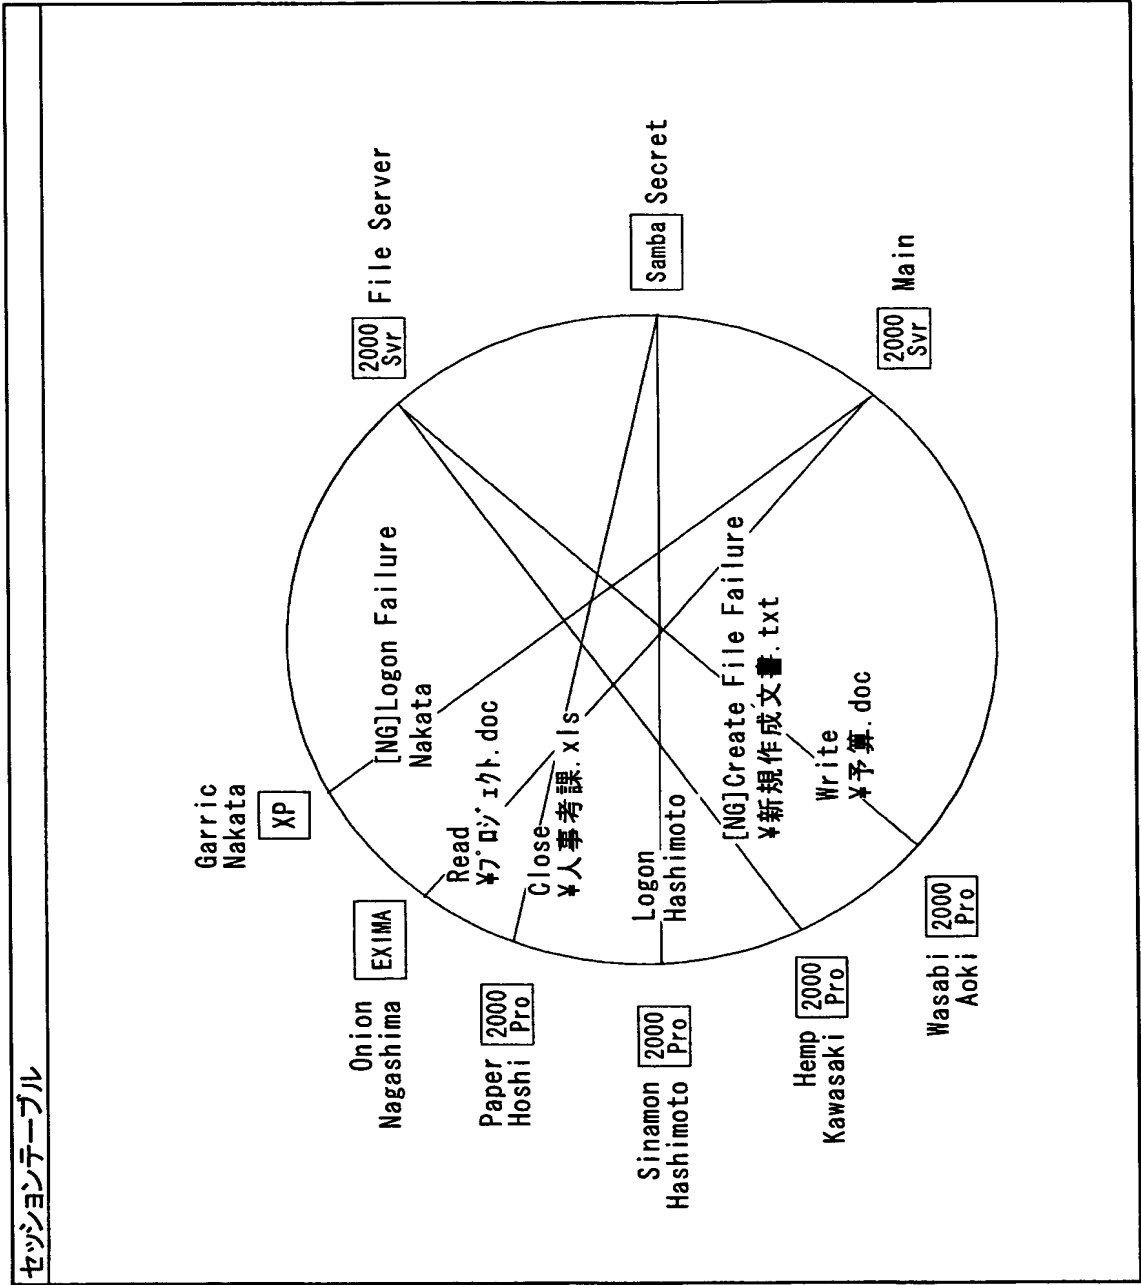 セッションテーブル
Garric
Nakata
XP
Onion
Nagashima
EXIMA
Paper
Hoshi
2000
Pro
Sinamon
Hashimoto
2000
Pro
Hemp
Kawasaki
2000
Pro
Wasabi
Aoki
2000
Pro
[NG]Logon Failure
Nakata
Read
¥プロジェクト.doc
Close
¥人事考課.xls
Logon
Hashimoto
[NG]Create File Failure
¥新規作成文書.txt
Write
¥予算.doc
2000
Svr
File Server
Samba
Secret
2000
Svr
Main